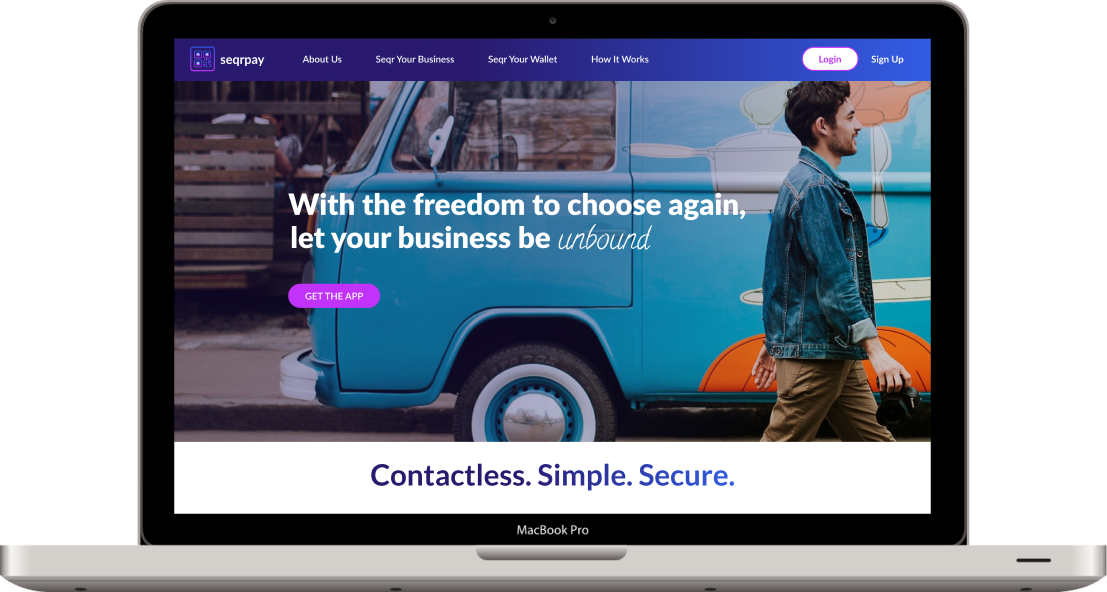 seqrpay
About Us
Seqr Your Business
Seqr Your Wallet
How It Works
Login
Sign Up
With the freedom to choose again,
let your business be unbound
GET THE APP
Contactless. Simple. Secure.
MacBook Pro